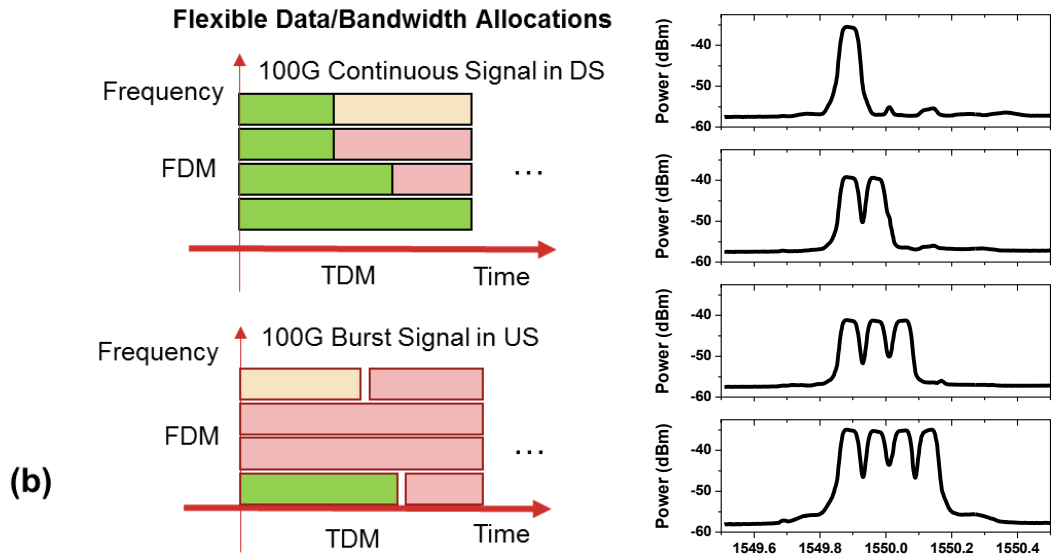 Flexible Data/Bandwidth Allocations
100G Continuous Signal in DS
Frequency
FDM
...
TDM
Time
100G Burst Signal in US
Frequency
FDM
...
(b)
TDM
Time
Power (dBm)
-40
-50
-60
Power (dBm)
-40
-50
-60
Power (dBm)
-40
-50
-60
Power (dBm)
-40
-50
-60
1549.6 1549.8 1550.0 1550.2 1550.4